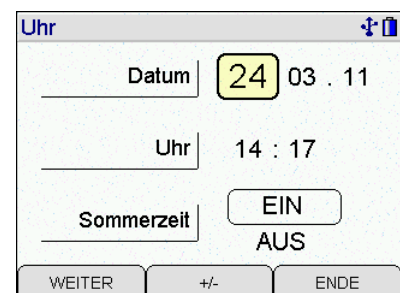 Uhr
Datum 24 03 . 11
Uhr 14 : 17
Sommerzeit EIN
AUS
WEITER +/- ENDE